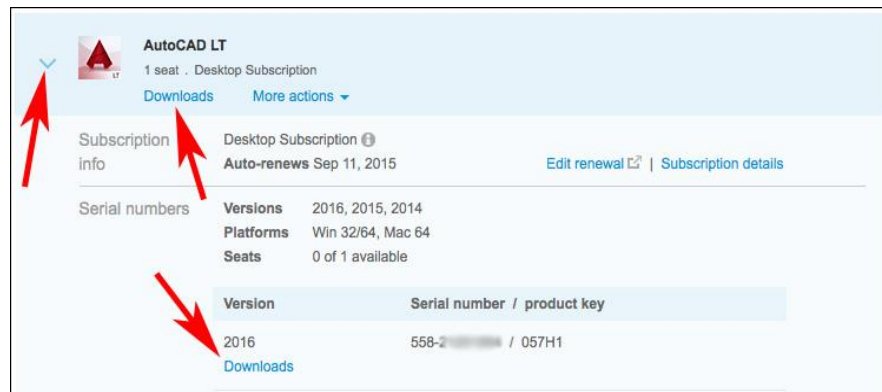 AutoCAD LT
1 seat . Desktop Subscription
Downloads More actions
LT
Subscription info
Desktop Subscription
Auto-renews Sep 11, 2015
Edit renewal | Subscription details
Serial numbers
Versions 2016, 2015, 2014
Platforms Win 32/64, Mac 64
Seats 0 of 1 available
Version Serial number / product key
2016 558- / 057H1
Downloads